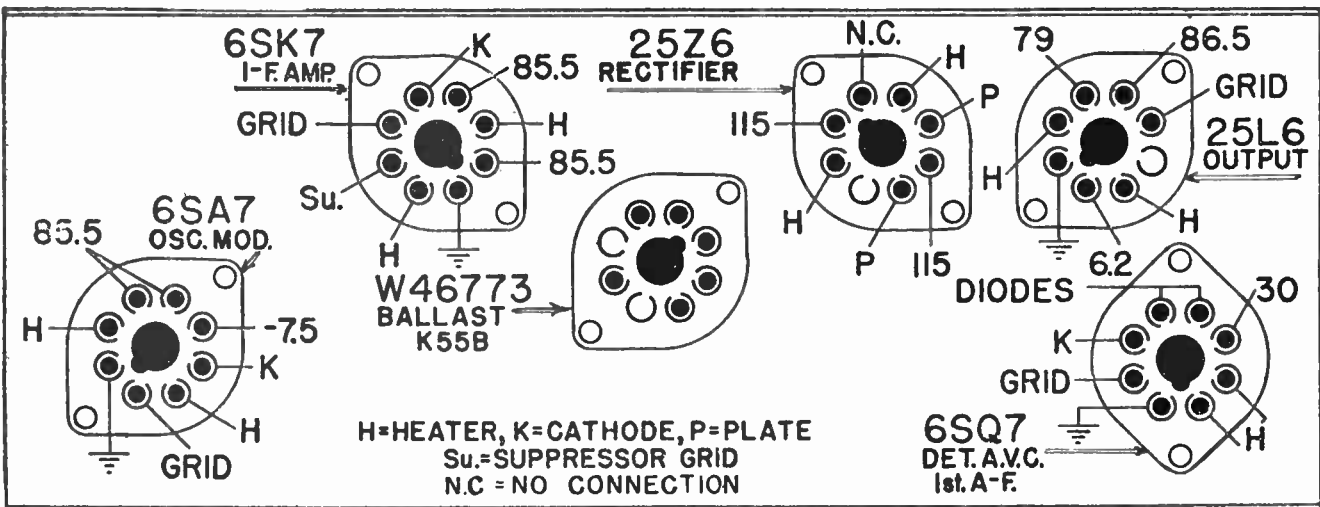 6SK7
I-F. AMP.
K
85.5
GRID
H
85.5
Su.
H
25Z6
RECTIFIER
N.C.
H
P
115
H
P
115
79
86.5
GRID
25L6
OUTPUT
H
H
6.2
6SA7
OSC. MOD.
85.5
H
-7.5
K
H
GRID
W46773
BALLAST
K55B
DIODES
30
K
GRID
H
6SQ7
DET. A.V.C.
1st. A-F.
H=HEATER, K=CATHODE, P=PLATE
Su.=SUPPRESSOR GRID
N.C = NO CONNECTION